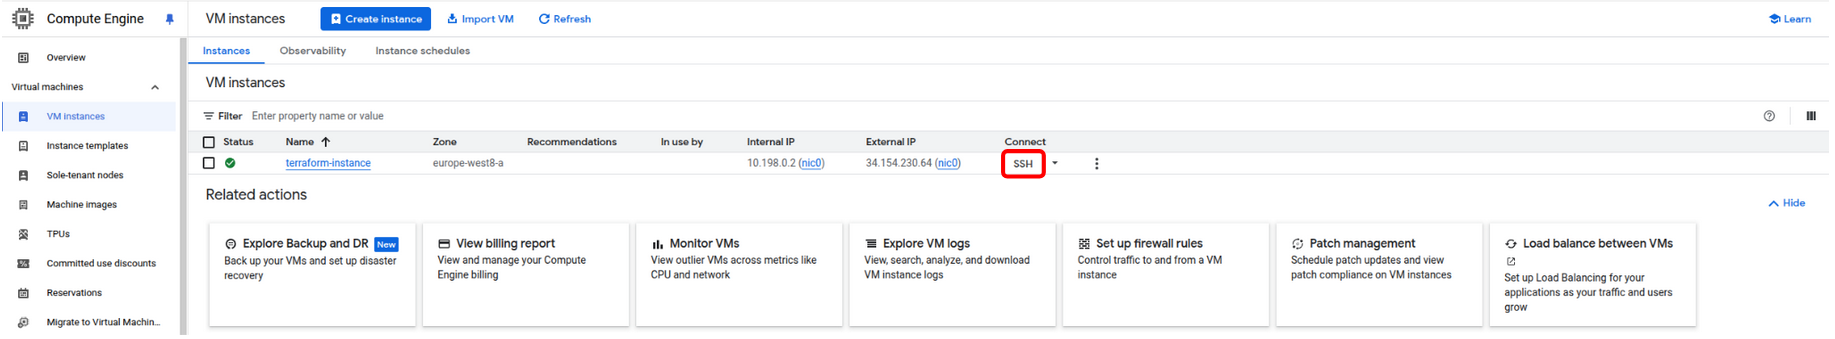 Compute Engine
VM instances
Create instance
Import VM
Refresh
Learn
Overview
Virtual machines
VM instances
Instance templates
Sole-tenant nodes
Machine images
TPUs
Committed use discounts
Reservations
Migrate to Virtual Machin...
Instances Observability Instance schedules
VM instances
Filter Enter property name or value
Status Name Zone Recommendations In use by Internal IP External IP Connect
terraform-instance europe-west8-a 10.198.0.2 (nic0) 34.154.230.64 (nic0) SSH
Related actions
Hide
Explore Backup and DR New
Back up your VMs and set up disaster
recovery
View billing report
View and manage your Compute
Engine billing
Monitor VMs
View outlier VMs across metrics like
CPU and network
Explore VM logs
View, search, analyze, and download
VM instance logs
Set up firewall rules
Control traffic to and from a VM
instance
Patch management
Schedule patch updates and view
patch compliance on VM instances
Load balance between VMs
Set up Load Balancing for your
applications as your traffic and users
grow